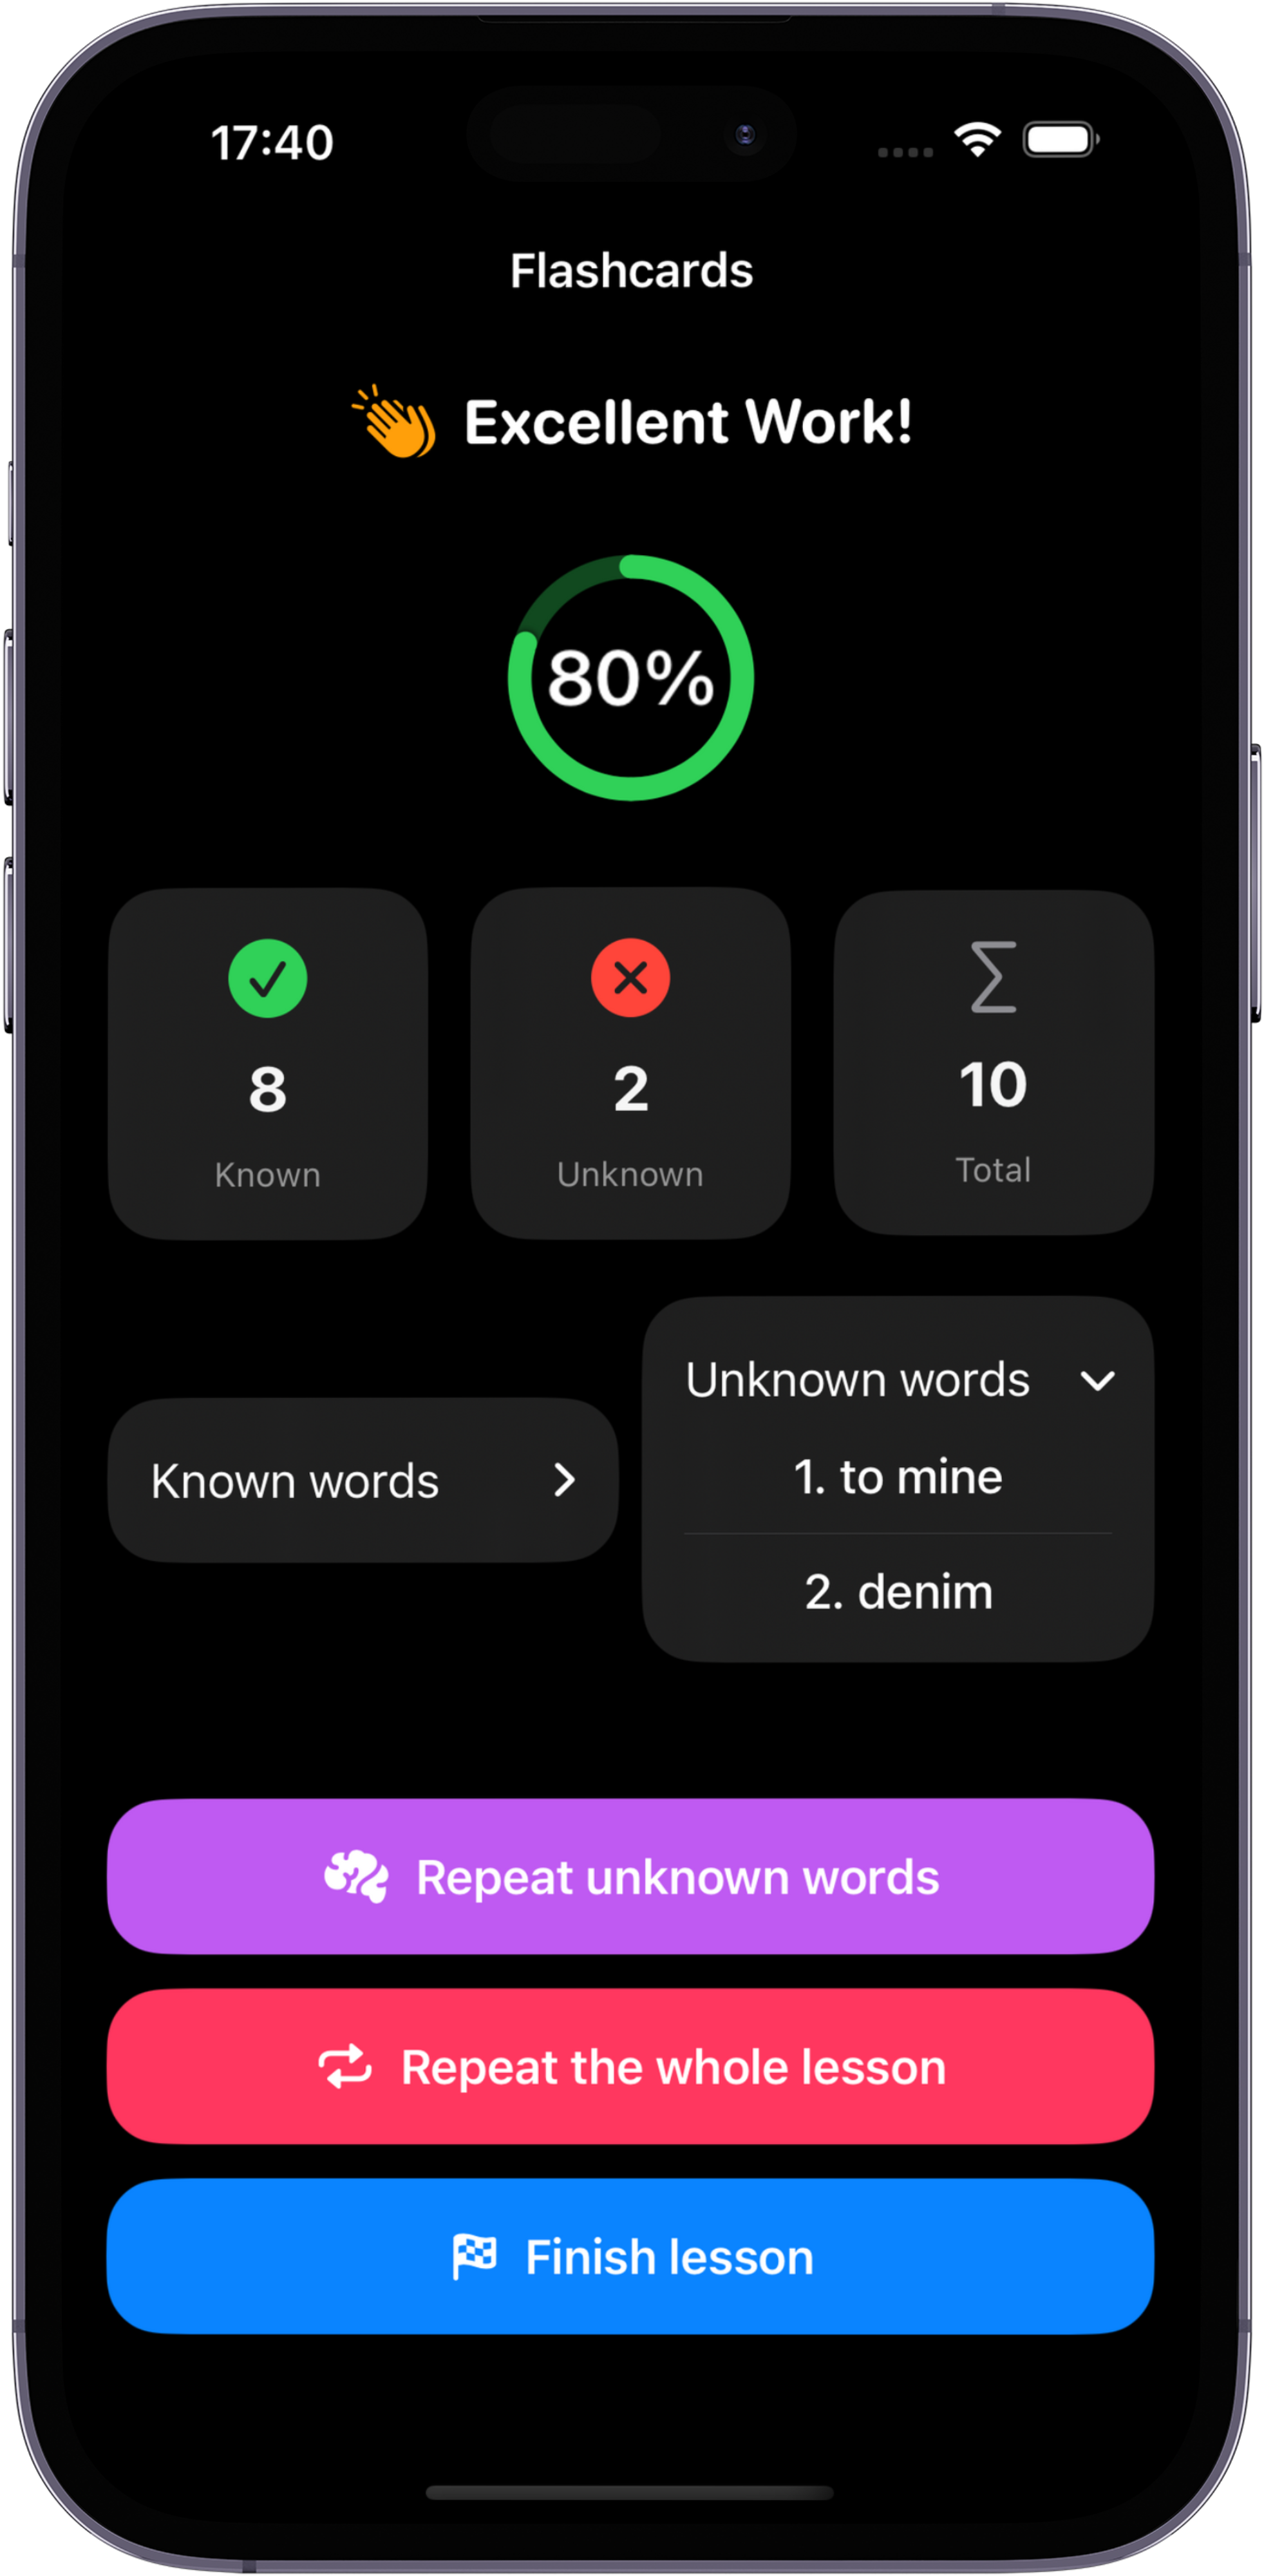 17:40
Flashcards
Excellent Work!
80%
8
Known
2
Unknown
10
Total
Known words
Unknown words
1. to mine
2. denim
Repeat unknown words
Repeat the whole lesson
Finish lesson